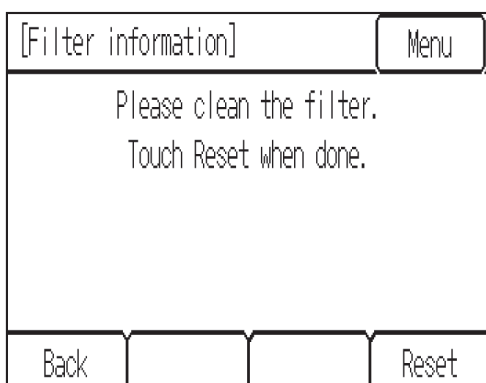 [Filter information]
Menu
Please clean the filter.
Touch Reset when done.
Back
Reset